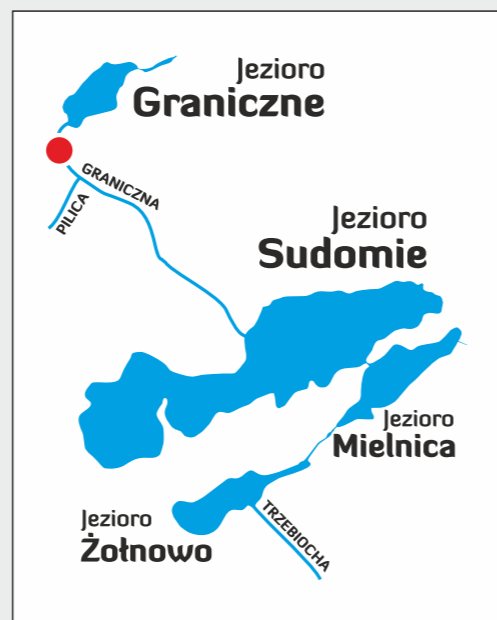 Jezioro
Graniczne
GRANICZNA
PILICA
Jezioro
Sudomie
Jezioro
Mielnica
Jezioro
Żołnowo
TRZEBIOCHA